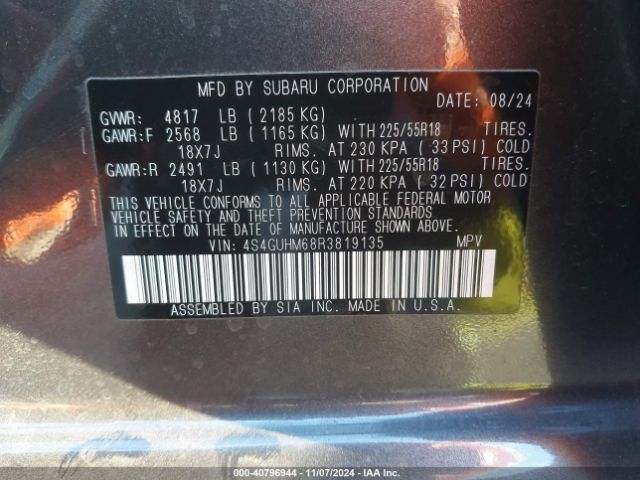 MFD BY SUBARU CORPORATION
DATE: 08/24
GVWR: 4817 LB ( 2185 KG)
GAWR:F 2568 LB ( 1165 KG) WITH 225/55R18 TIRES.
18X7J RIMS. AT 230 KPA ( 33 PSI) COLD
GAWR:R 2491 LB ( 1130 KG) WITH 225/55R18 TIRES.
18X7J RIMS. AT 220 KPA ( 32 PSI) COLD
THIS VEHICLE CONFORMS TO ALL APPLICABLE FEDERAL MOTOR
VEHICLE SAFETY AND THEFT PREVENTION STANDARDS
IN EFFECT ON THE DATE OF MANUFACTURE SHOWN ABOVE.
VIN: 4S4GUHM68R3819135 MPV
ASSEMBLED BY SIA INC. MADE IN U.S.A.
000-40796944 - 11/07/2024 - IAA Inc.